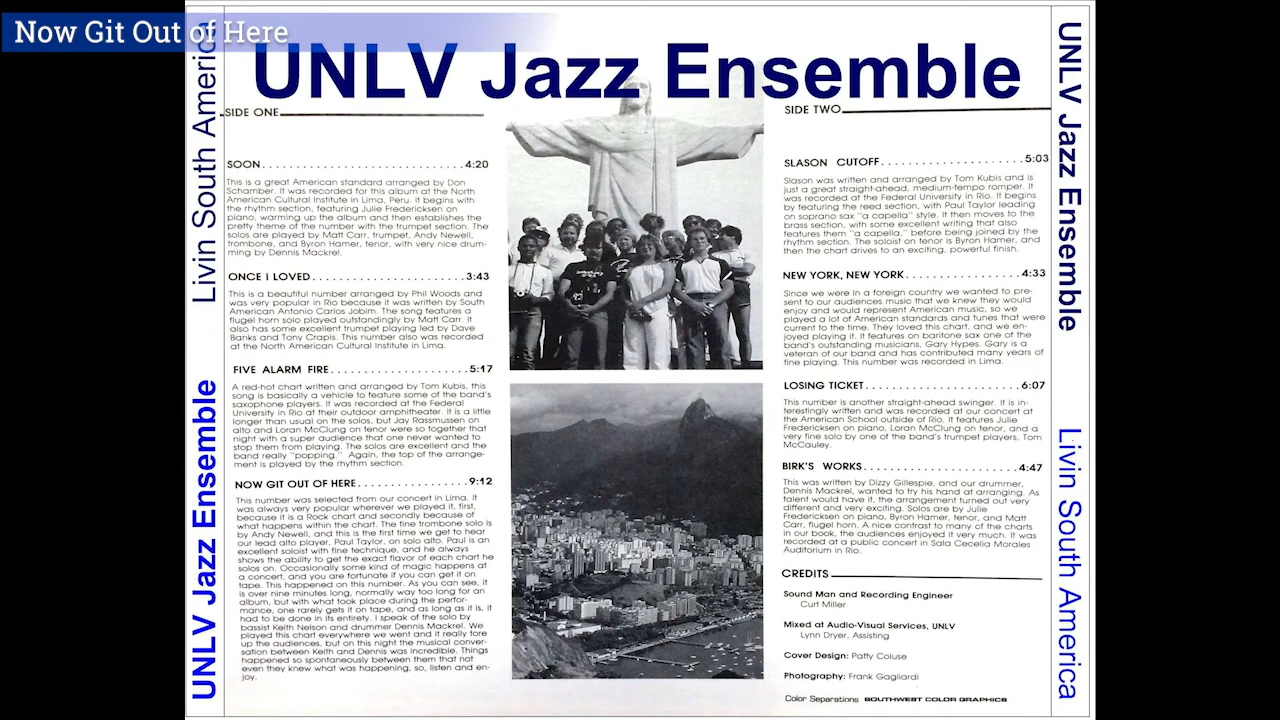 Now Git Out of Here
UNLV Jazz Ensemble
Livin South America
UNLV Jazz Ensemble
SIDE ONE
SOON. . . . . . . . . . . . . . . . . . . . . . . . . . . . .4:20
This is a great American standard arranged by Don
Schamber. It was recorded for this album at the North
American Cultural Institute in Lima, Peru. It begins with
the rhythm section, featuring Julie Fredericksen on
piano, warming up the album and then establishes the
pretty theme of the number with the trumpet section. The
solos are played by Matt Carr, trumpet, Andy Newell,
trombone, and Byron Hamer, tenor, with very nice drum-
ming by Dennis Mackrel.
ONCE I LOVED. . . . . . . . . . . . . . . . . . . . . .3:43
This is a beautiful number arranged by Phil Woods and
was very popular in Rio because it was written by South
American Antonio Carlos Jobim. The song features a
flugel horn solo played outstandingly by Matt Carr. It
also has some excellent trumpet playing led by Dave
Banks and Tony Crapis. This number also was recorded
at the North American Cultural Institute in Lima.
FIVE ALARM FIRE. . . . . . . . . . . . . . . . . . . .5:17
A red-hot chart written and arranged by Tom Kubis, this
song is basically a vehicle to feature some of the band's
saxophone players. It was recorded at the Federal
University in Rio at their outdoor amphitheater. It is a little
longer than usual on the solos, but Jay Rassmussen on
alto and Loran McClung on tenor were so together that
night with a super audience that one never wanted to
stop them from playing. The solos are excellent and the
band really "popping." Again, the top of the arrange-
ment is played by the rhythm section.
NOW GIT OUT OF HERE. . . . . . . . . . . . . . . .9:12
This number was selected from our concert in Lima. It
was always very popular wherever we played it, first,
because it is a Rock chart and secondly because of
what happens within the chart. The fine trombone solo is
by Andy Newell, and this is the first time we get to hear
our lead alto player, Paul Taylor, on solo alto. Paul is an
excellent soloist with fine technique, and he always
shows the ability to get the exact flavor of each chart he
solos on. Occasionally some kind of magic happens at
a concert, and you are fortunate if you can get it on
tape. This happened on this number. As you can see, it
is over nine minutes long, normally way too long for an
album, but with what took place during the perfor-
mance, one rarely gets it on tape, and as long as it is, it
had to be done in its entirety. I speak of the solo by
bassist Keith Nelson and drummer Dennis Mackrel. We
played this chart everywhere we went and it really tore
up the audiences, but on this night the musical conver-
sation between Keith and Dennis was incredible. Things
happened so spontaneously between them that not
even they knew what was happening, so, listen and en-
joy.
SIDE TWO
SLASON CUTOFF. . . . . . . . . . . . . . . . . . . . .5:03
Slason was written and arranged by Tom Kubis and is
just a great straight-ahead, medium-tempo romper. It
was recorded at the Federal University in Rio. It begins
by featuring the reed section, with Paul Taylor leading
on soprano sax "a capella" style. It then moves to the
brass section, with some excellent writing that also
features them "a capella." before being joined by the
rhythm section. The soloist on tenor is Byron Hamer, and
then the chart drives to an exciting, powerful finish.
NEW YORK, NEW YORK. . . . . . . . . . . . . . . . .4:33
Since we were in a foreign country we wanted to pre-
sent to our audiences music that we knew they would
enjoy and would represent American music, so we
played a lot of American standards and tunes that were
current to the time. They loved this chart, and we en-
joyed playing it. It features on baritone sax one of the
band's outstanding musicians, Gary Hypes. Gary is a
veteran of our band and has contributed many years of
fine playing. This number was recorded in Lima.
LOSING TICKET. . . . . . . . . . . . . . . . . . . . . .6:07
This number is another straight-ahead swinger. It is in-
terestingly written and was recorded at our concert at
the American School outside of Rio. It features Julie
Fredericksen on piano, Loran McClung on tenor, and a
very fine solo by one of the band's trumpet players, Tom
McCauley.
BIRK'S WORKS. . . . . . . . . . . . . . . . . . . . . .4:47
This was written by Dizzy Gillespie, and our drummer,
Dennis Mackrel, wanted to try his hand at arranging. As
talent would have it, the arrangement turned out very
different and very exciting. Solos are by Julie
Fredericksen on piano, Byron Hamer, tenor, and Matt
Carr, flugel horn. A nice contrast to many of the charts
in our book, the audiences enjoyed it very much. It was
recorded at a public concert in Sala Cecelia Morales
Auditorium in Rio.
CREDITS
Sound Man and Recording Engineer
Curt Miller
Mixed at Audio-Visual Services, UNLV
Lynn Dryer, Assisting
Cover Design: Patty Coluse
Photography: Frank Gagliardi
Color Separations SOUTHWEST COLOR GRAPHICS
UNLV Jazz Ensemble
Livin South America